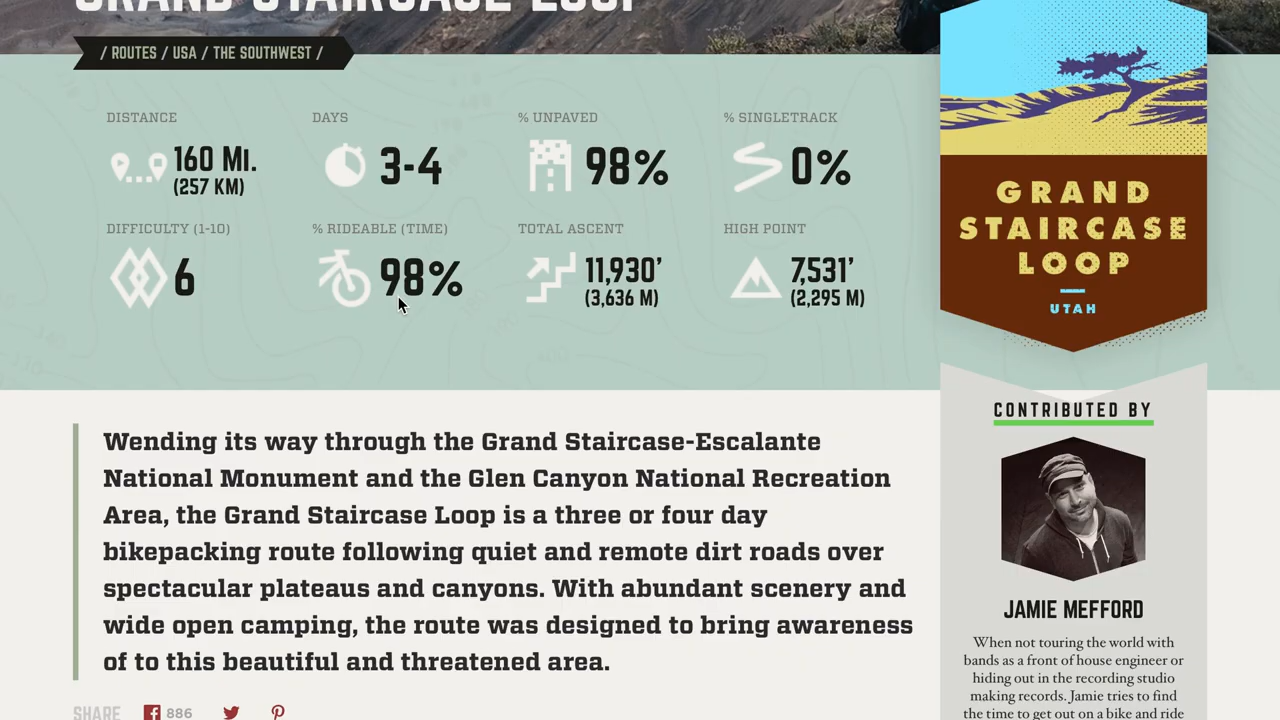 GRAND STAIRCASE LOOP
/ ROUTES / USA / THE SOUTHWEST /
DISTANCE
160 MI.
(257 KM)
DAYS
3-4
% UNPAVED
98%
% SINGLETRACK
0%
DIFFICULTY (1-10)
6
% RIDEABLE (TIME)
98%
TOTAL ASCENT
11,930’
(3,636 M)
HIGH POINT
7,531’
(2,295 M)
GRAND
STAIRCASE
LOOP
UTAH
Wending its way through the Grand Staircase-Escalante
National Monument and the Glen Canyon National Recreation
Area, the Grand Staircase Loop is a three or four day
bikepacking route following quiet and remote dirt roads over
spectacular plateaus and canyons. With abundant scenery and
wide open camping, the route was designed to bring awareness
of to this beautiful and threatened area.
SHARE
886
CONTRIBUTED BY
JAMIE MEFFORD
When not touring the world with
bands as a front of house engineer or
hiding out in the recording studio
making records. Jamie tries to find
the time to get out on a bike and ride